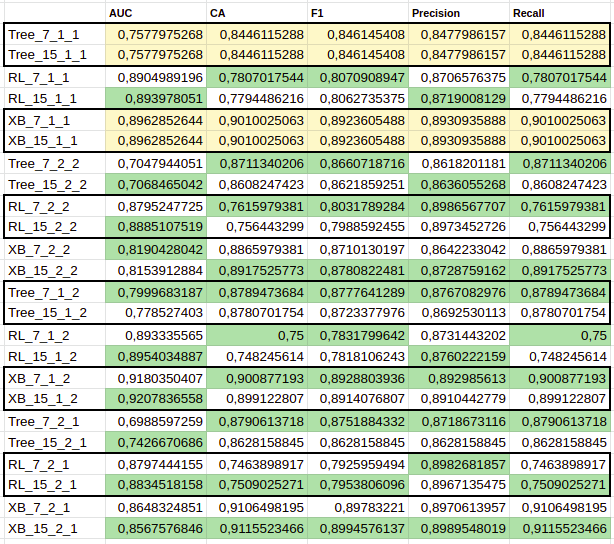 AUC CA F1 Precision Recall
Tree_7_1_1 0,7577975268 0,8446115288 0,846145408 0,8477986157 0,8446115288
Tree_15_1_1 0,7577975268 0,8446115288 0,846145408 0,8477986157 0,8446115288
RL_7_1_1 0,8904989196 0,7807017544 0,8070908947 0,8706576375 0,7807017544
RL_15_1_1 0,893978051 0,7794486216 0,8062735375 0,8719008129 0,7794486216
XB_7_1_1 0,8962852644 0,9010025063 0,8923605488 0,8930935888 0,9010025063
XB_15_1_1 0,8962852644 0,9010025063 0,8923605488 0,8930935888 0,9010025063
Tree_7_2_2 0,7047944051 0,8711340206 0,8660718716 0,8618201181 0,8711340206
Tree_15_2_2 0,7068465042 0,8608247423 0,8621859251 0,8636055268 0,8608247423
RL_7_2_2 0,8795247725 0,7615979381 0,8031789284 0,8986567707 0,7615979381
RL_15_2_2 0,8885107519 0,756443299 0,7988592455 0,8973452726 0,756443299
XB_7_2_2 0,8190428042 0,8865979381 0,8710130197 0,8642233042 0,8865979381
XB_15_2_2 0,8153912884 0,8917525773 0,8780822481 0,8728759162 0,8917525773
Tree_7_1_2 0,7999683187 0,8789473684 0,8777641289 0,8767082976 0,8789473684
Tree_15_1_2 0,778527403 0,8780701754 0,8723377976 0,8692530113 0,8780701754
RL_7_1_2 0,893335565 0,75 0,7831799642 0,8731443202 0,75
RL_15_1_2 0,8954034887 0,748245614 0,7818106243 0,8760222159 0,748245614
XB_7_1_2 0,9180350407 0,900877193 0,8928803936 0,892985613 0,900877193
XB_15_1_2 0,9207836558 0,899122807 0,8914076807 0,8910442779 0,899122807
Tree_7_2_1 0,6988597259 0,8790613718 0,8751884332 0,8718673116 0,8790613718
Tree_15_2_1 0,7426670686 0,8628158845 0,8628158845 0,8628158845 0,8628158845
RL_7_2_1 0,8797444155 0,7463898917 0,7925959494 0,8982681857 0,7463898917
RL_15_2_1 0,8834518158 0,7509025271 0,7953806096 0,8967135475 0,7509025271
XB_7_2_1 0,8648324851 0,9106498195 0,89783221 0,8970613957 0,9106498195
XB_15_2_1 0,8567576846 0,9115523466 0,8994576137 0,8989548019 0,9115523466